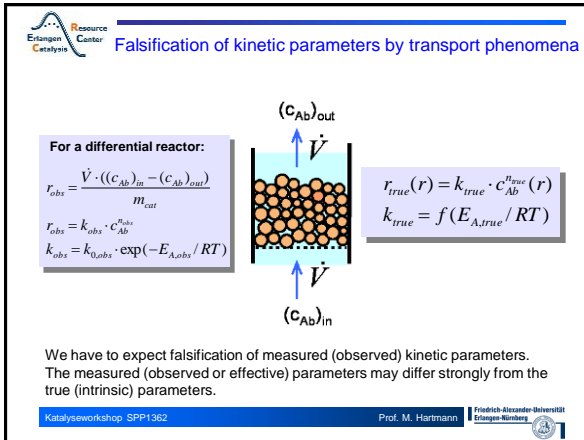 Erlangen Resource
Center
Catalysis
Falsification of kinetic parameters by transport phenomena
For a differential reactor:
r_obs = V̇·((c_Ab)_in − (c_Ab)_out) / m_cat
r_obs = k_obs · c_Ab^n_obs
k_obs = k_0,obs · exp(−E_A,obs / RT)
(c_Ab)_out
V̇
V̇
(c_Ab)_in
r_true(r) = k_true · c_Ab^n_true(r)
k_true = f(E_A,true / RT)
We have to expect falsification of measured (observed) kinetic parameters.
The measured (observed or effective) parameters may differ strongly from the
true (intrinsic) parameters.
Katalyseworkshop SPP1362
Prof. M. Hartmann
Friedrich-Alexander-Universität
Erlangen-Nürnberg